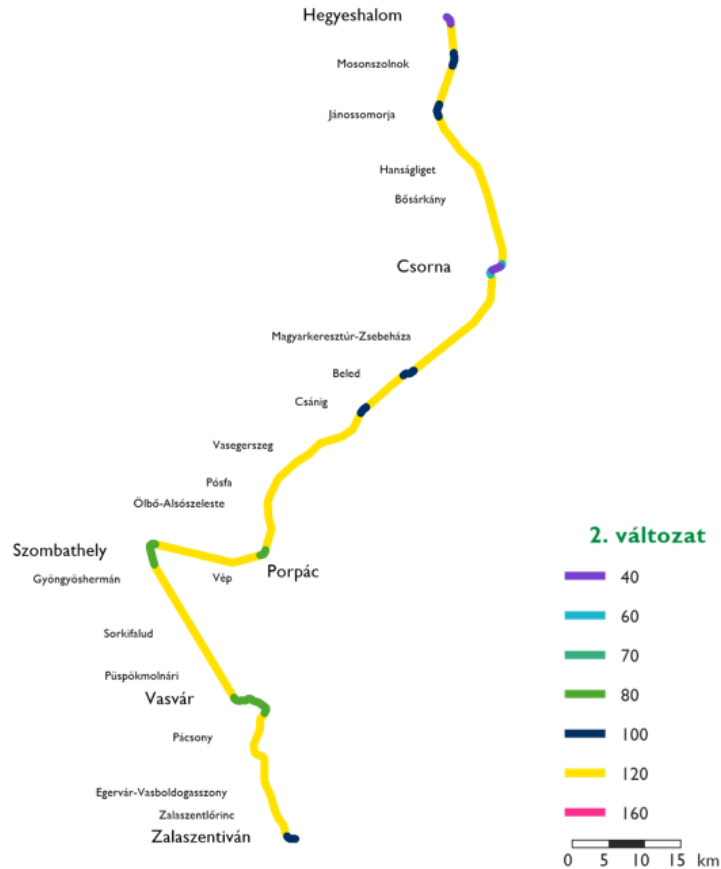 Hegyeshalom
Mosonszolnok
Jánossomorja
Hanságliget
Bősárkány
Csorna
Magyarkeresztúr-Zsebeháza
Beled
Csánig
Vasegerszeg
Pósfa
Ölbő-Alsószeleste
Szombathely
Gyöngyöshermán
Vép
Porpác
Sorkifalud
Püspökmolnári
Vasvár
Pácsony
Egervár-Vasboldogasszony
Zalaszentlőrinc
Zalaszentiván
2. változat
40
60
70
80
100
120
160
0 5 10 15 km